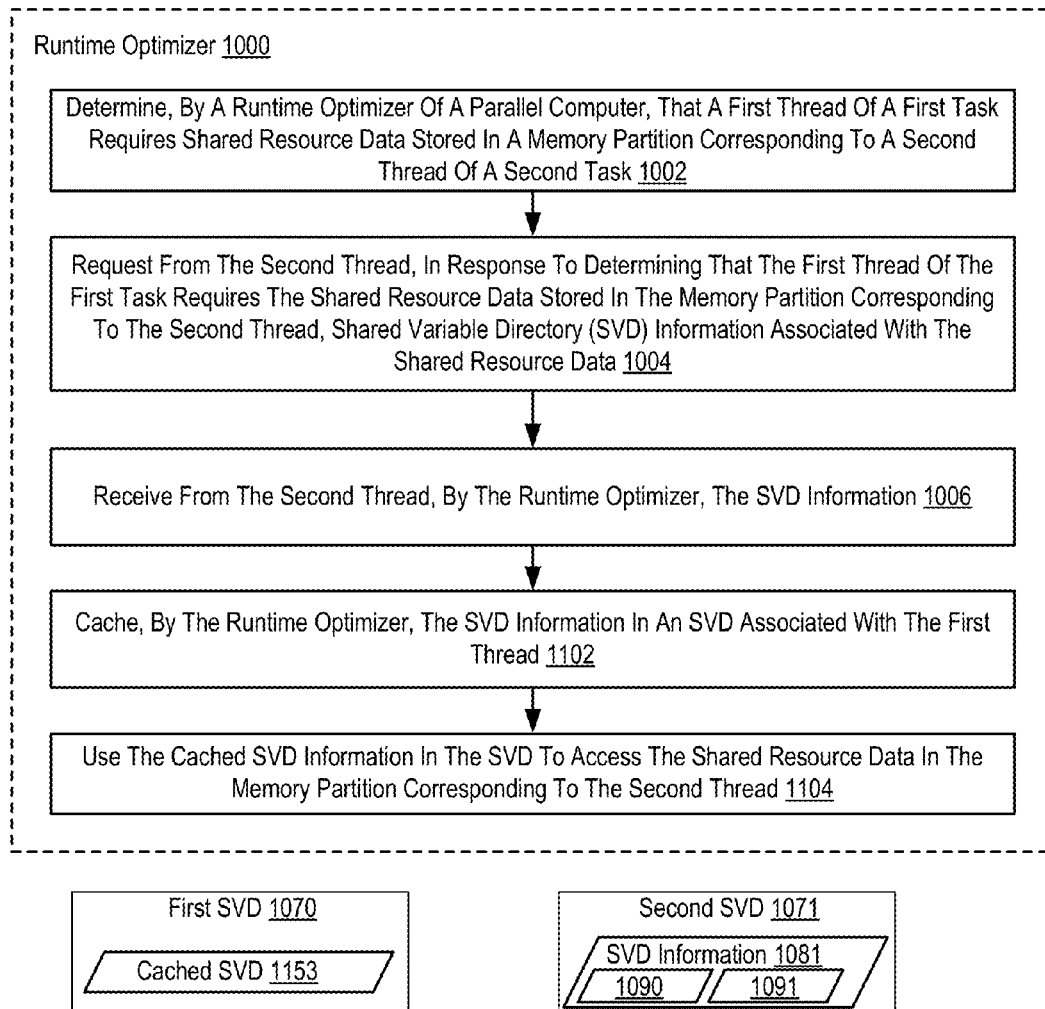 Runtime Optimizer 1000
Determine, By A Runtime Optimizer Of A Parallel Computer, That A First Thread Of A First Task
Requires Shared Resource Data Stored In A Memory Partition Corresponding To A Second
Thread Of A Second Task 1002
Request From The Second Thread, In Response To Determining That The First Thread Of The
First Task Requires The Shared Resource Data Stored In The Memory Partition Corresponding
To The Second Thread, Shared Variable Directory (SVD) Information Associated With The
Shared Resource Data 1004
Receive From The Second Thread, By The Runtime Optimizer, The SVD Information 1006
Cache, By The Runtime Optimizer, The SVD Information In An SVD Associated With The First
Thread 1102
Use The Cached SVD Information In The SVD To Access The Shared Resource Data In The
Memory Partition Corresponding To The Second Thread 1104
First SVD 1070
Cached SVD 1153
Second SVD 1071
SVD Information 1081
1090 1091